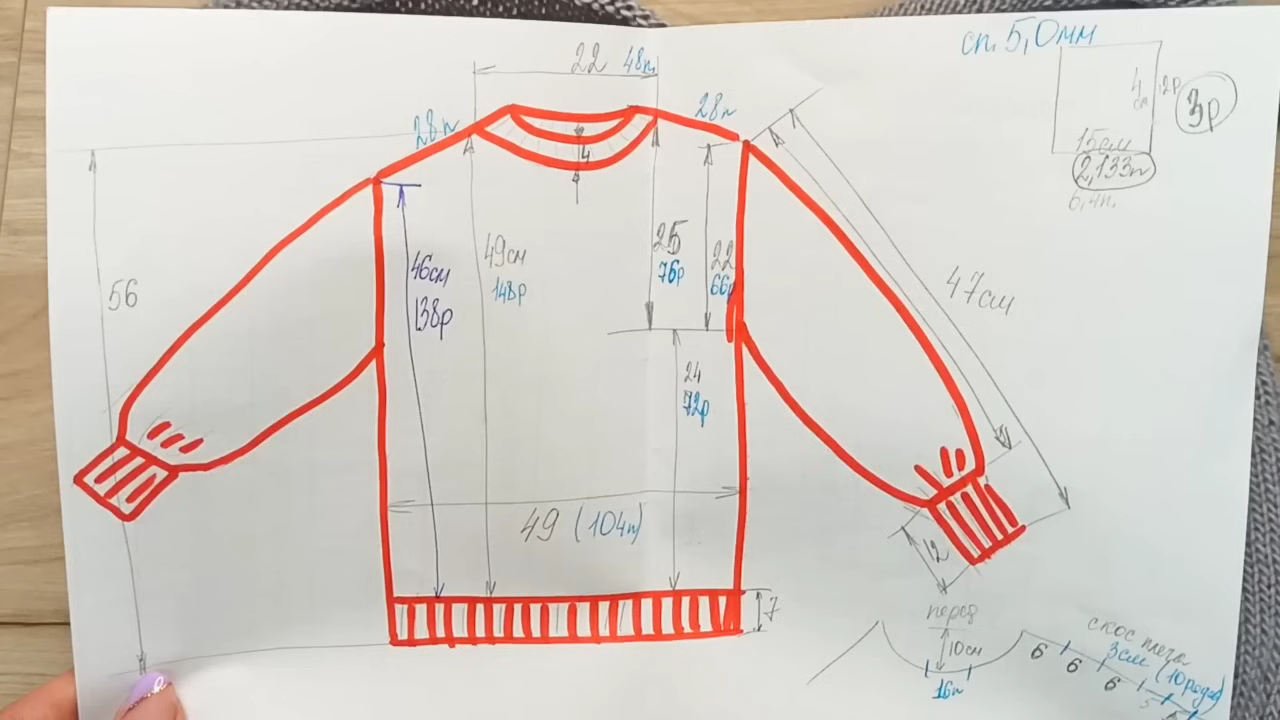 22 48п
сп. 5,0мм
4 см
12р
3р
15см
2,133п
6,4п.
28п
28п
4
56
46см
138р
49см
148р
25
76р
22
66р
47см
24
72р
49 (104п)
12
7
перед
10см
16п
скос плеча
3см (10рядов)
6 6 6 5 5